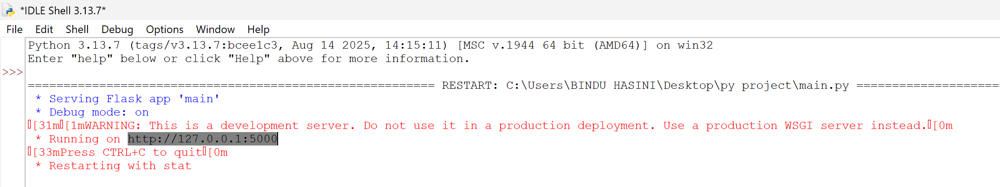 *IDLE Shell 3.13.7*
File Edit Shell Debug Options Window Help
Python 3.13.7 (tags/v3.13.7:bcee1c3, Aug 14 2025, 14:15:11) [MSC v.1944 64 bit (AMD64)] on win32
Enter "help" below or click "Help" above for more information.
>>>
========================================================= RESTART: C:\Users\BINDU HASINI\Desktop\py project\main.py ====================
 * Serving Flask app 'main'
 * Debug mode: on
[31m[1mWARNING: This is a development server. Do not use it in a production deployment. Use a production WSGI server instead.[0m
 * Running on http://127.0.0.1:5000
[33mPress CTRL+C to quit[0m
 * Restarting with stat